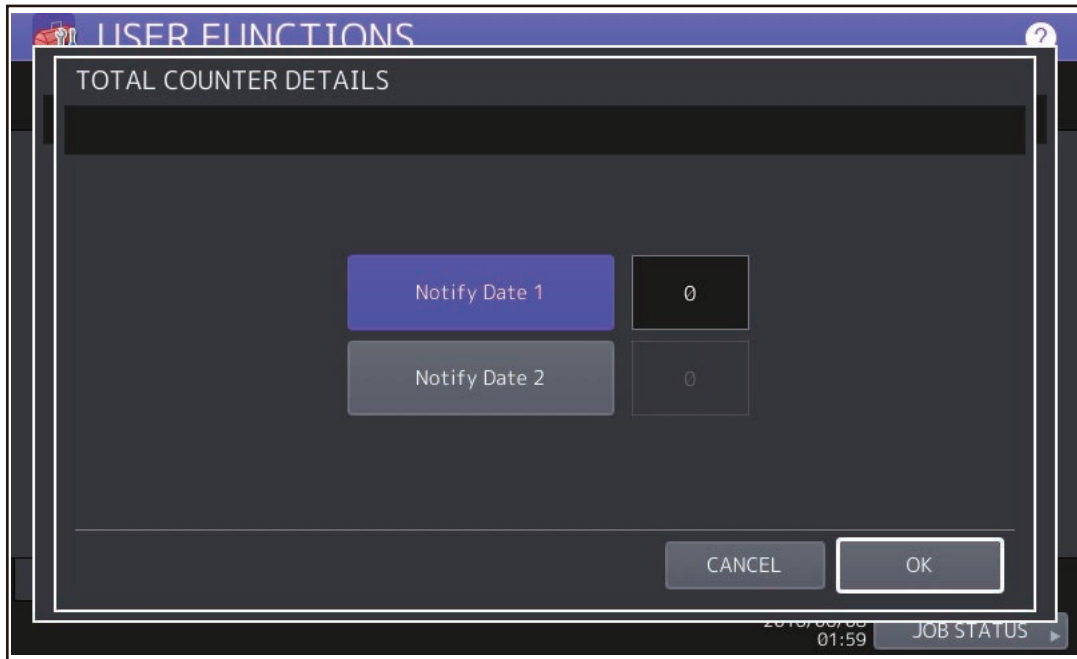 USER FUNCTIONS
?
TOTAL COUNTER DETAILS
Notify Date 1
0
Notify Date 2
0
CANCEL
OK
01:59
JOB STATUS